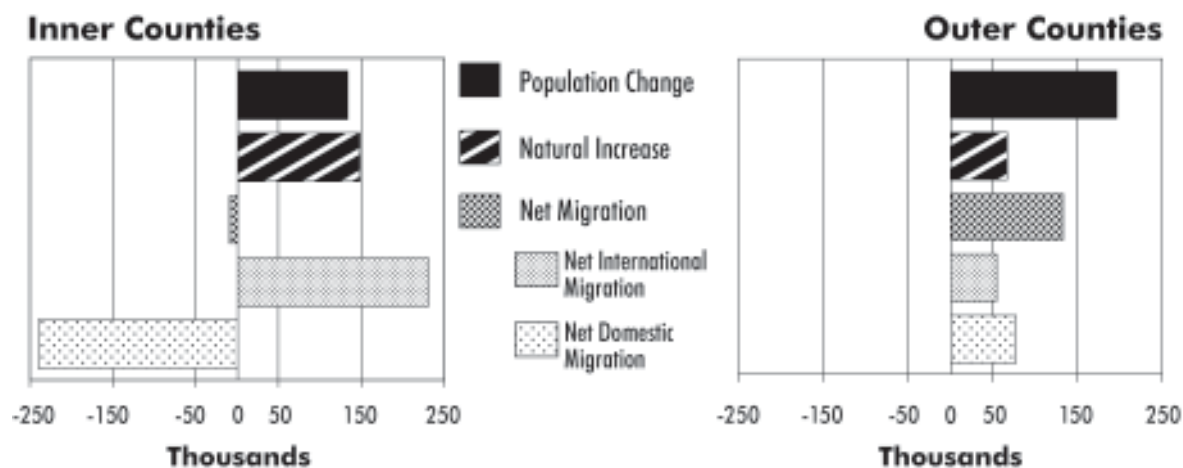 Inner Counties
Outer Counties
Population Change
Natural Increase
Net Migration
Net International
Migration
Net Domestic
Migration
-250 -150 -50 0 50 150 250
Thousands
-250 -150 -50 0 50 150 250
Thousands